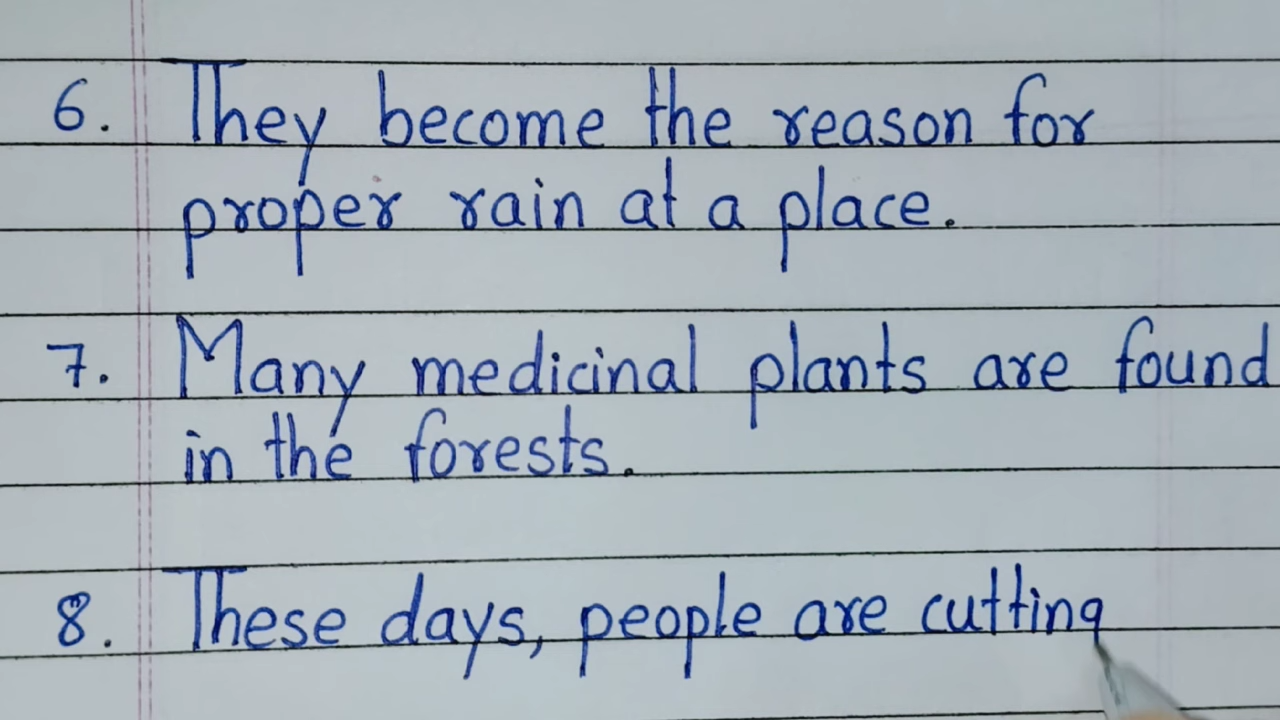 6. They become the reason for
proper rain at a place.
7. Many medicinal plants are found
in the forests.
8. These days, people are cutting